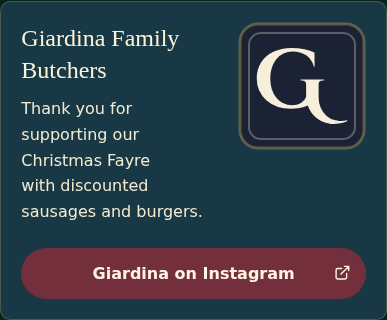 Giardina Family
Butchers
G
Thank you for
supporting our
Christmas Fayre
with discounted
sausages and burgers.
Giardina on Instagram